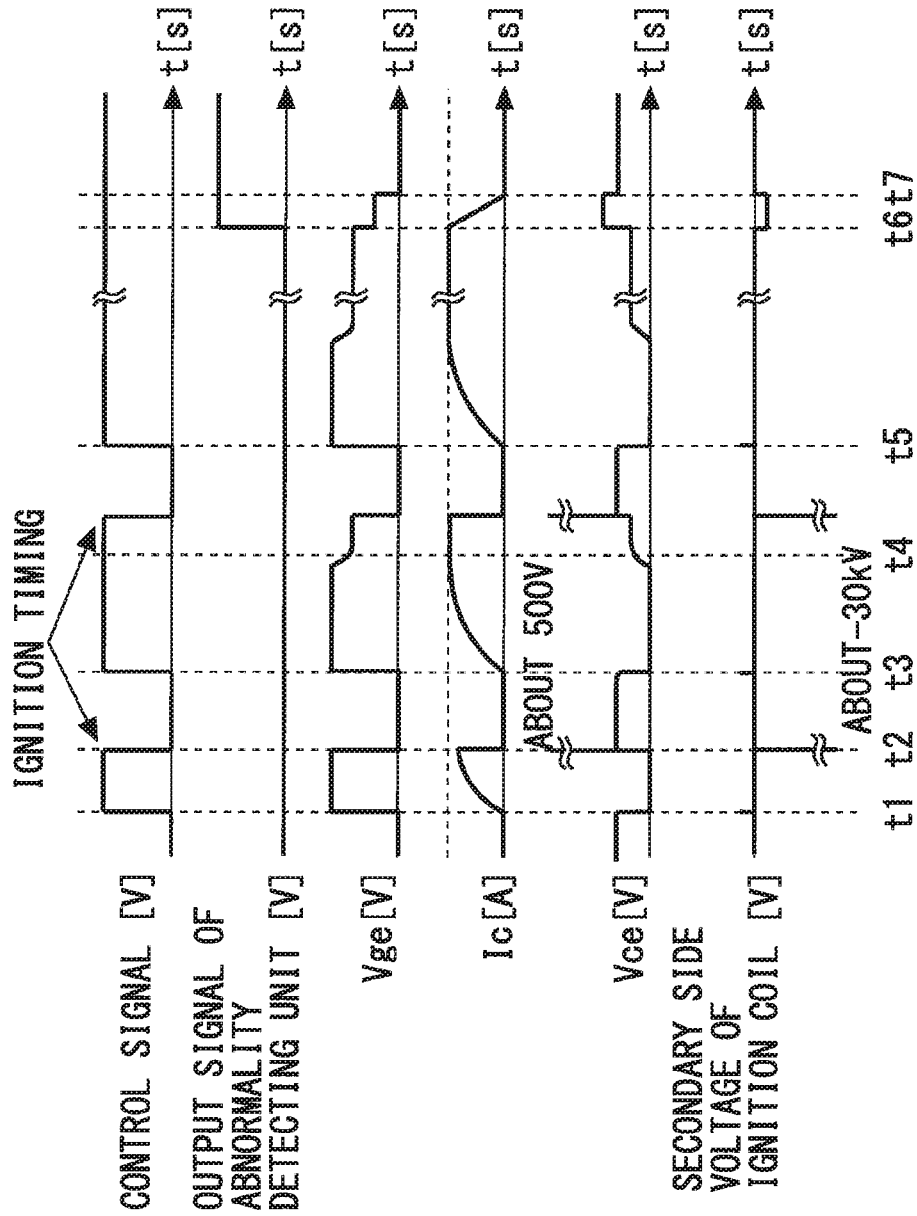 IGNITION TIMING
CONTROL SIGNAL [V]
t[s]
OUTPUT SIGNAL OF
ABNORMALITY
DETECTING UNIT [V]
t[s]
Vge[V]
t[s]
Ic[A]
t[s]
ABOUT 500V
Vce[V]
t[s]
SECONDARY SIDE
VOLTAGE OF
IGNITION COIL [V]
t[s]
ABOUT-30kV
t1 t2 t3 t4 t5 t6 t7